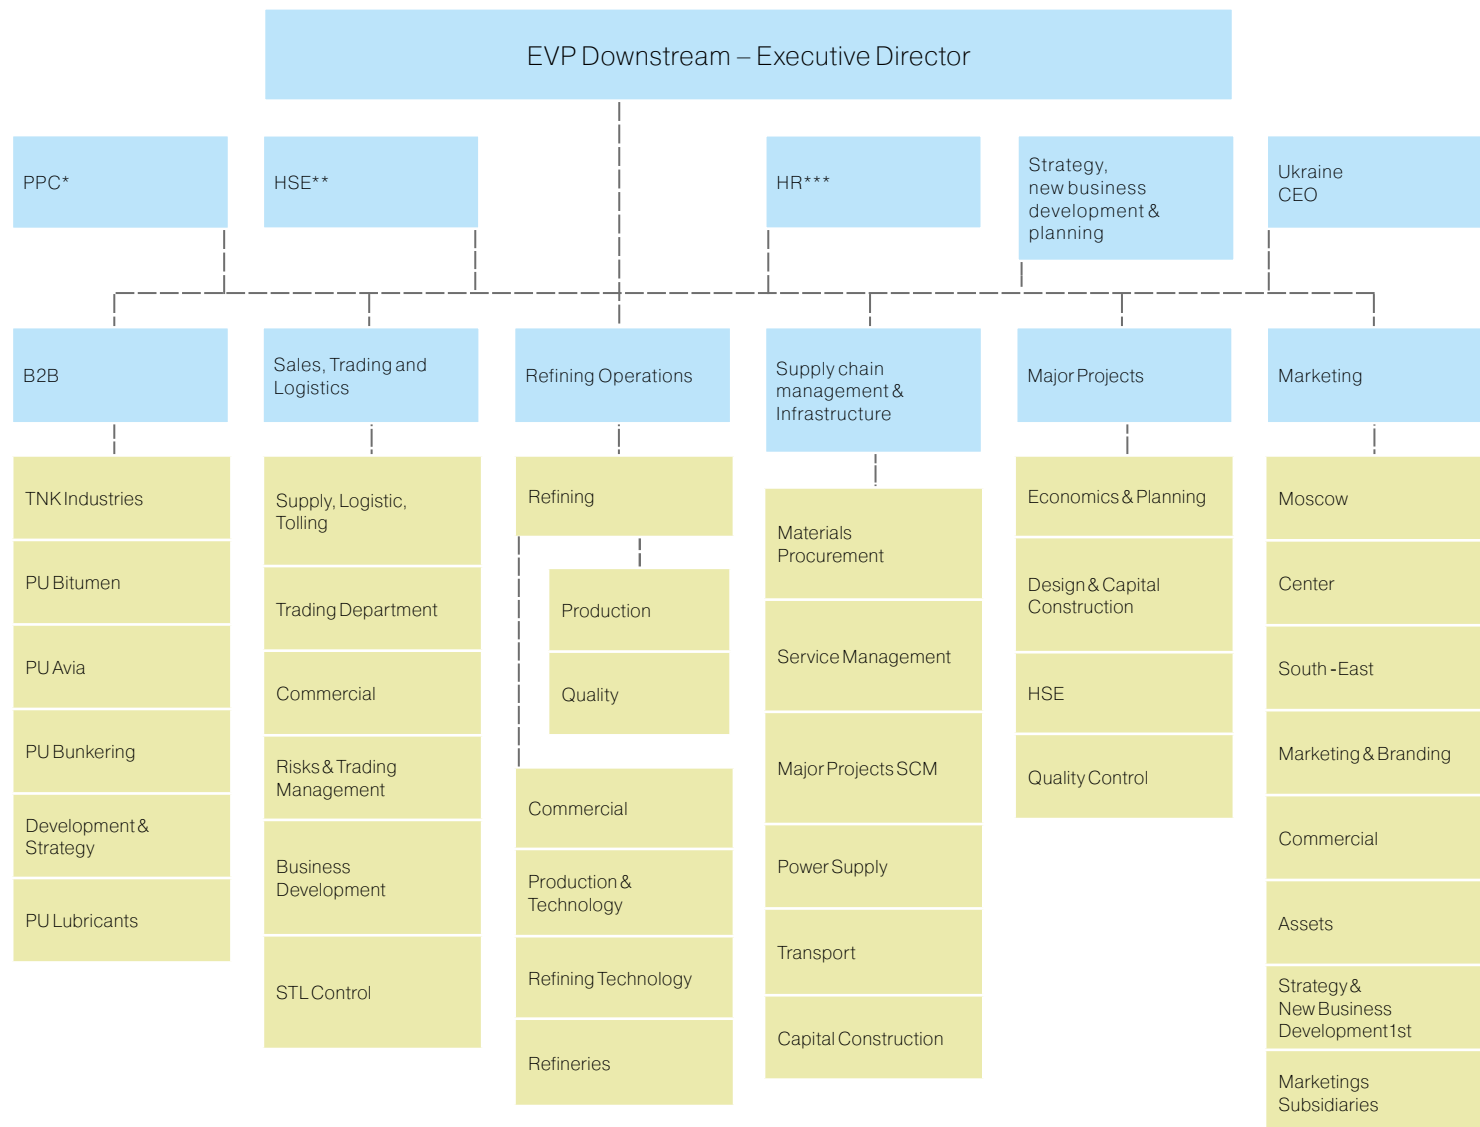 EVP Downstream – Executive Director
PPC*
HSE**
HR***
Strategy,
new business
development &
planning
Ukraine
CEO
B2B
Sales, Trading and
Logistics
Refining Operations
Supply chain
management &
Infrastructure
Major Projects
Marketing
TNK Industries
PU Bitumen
PU Avia
PU Bunkering
Development &
Strategy
PU Lubricants
Supply, Logistic,
Tolling
Trading Department
Commercial
Risks & Trading
Management
Business
Development
STL Control
Refining
Production
Quality
Commercial
Production &
Technology
Refining Technology
Refineries
Materials
Procurement
Service Management
Major Projects SCM
Power Supply
Transport
Capital Construction
Economics & Planning
Design & Capital
Construction
HSE
Quality Control
Moscow
Center
South - East
Marketing & Branding
Commercial
Assets
Strategy &
New Business
Development 1st
Marketings
Subsidiaries